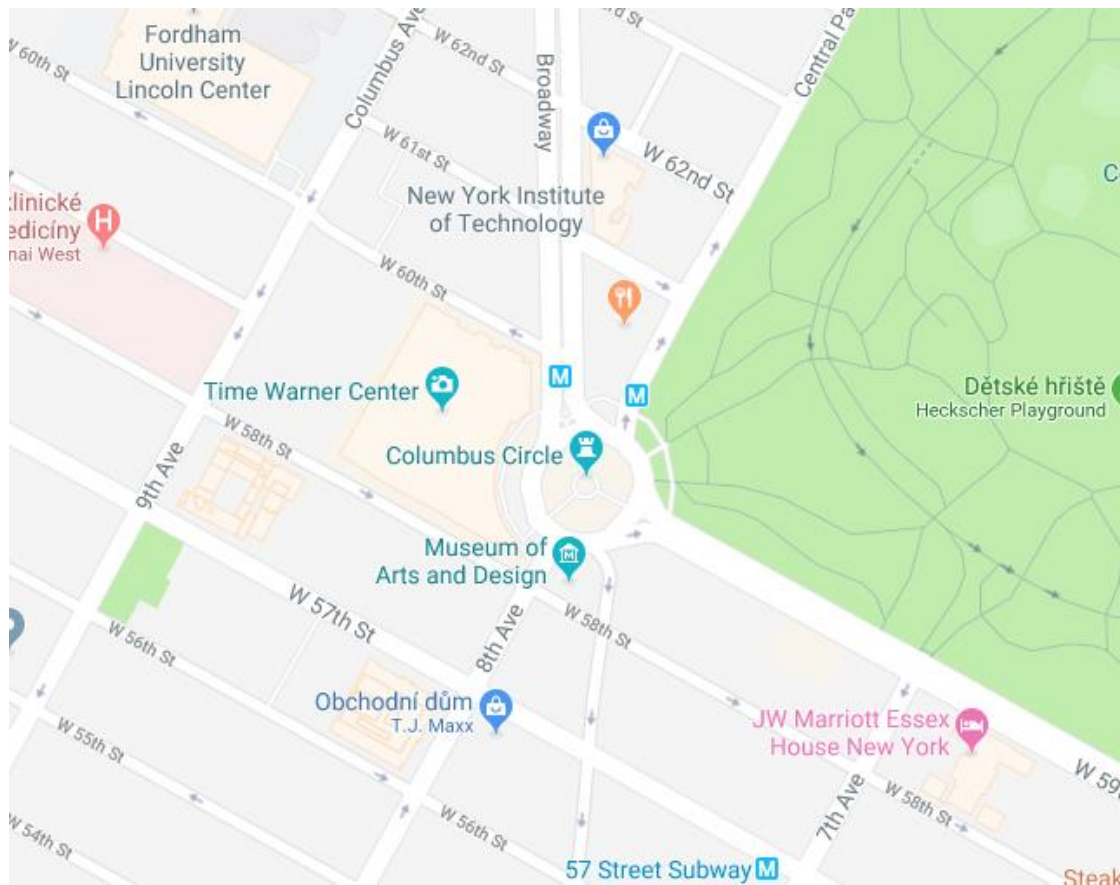 Fordham
University
Lincoln Center
W 60th St
Columbus Ave
W 62nd St
Broadway
Central Pa
W 61st St
W 62nd St
New York Institute
of Technology
klinické
edicíny
nai West
H
W 60th St
M
M
Time Warner Center
Dětské hřiště
Heckscher Playground
C
W 58th St
Columbus Circle
9th Ave
Museum of
Arts and Design
M
W 57th St
8th Ave
W 58th St
W 56th St
Obchodní dům
T.J. Maxx
JW Marriott Essex
House New York
W 59
W 55th St
W 58th St
7th Ave
W 54th St
W 56th St
57 Street Subway M
Steak